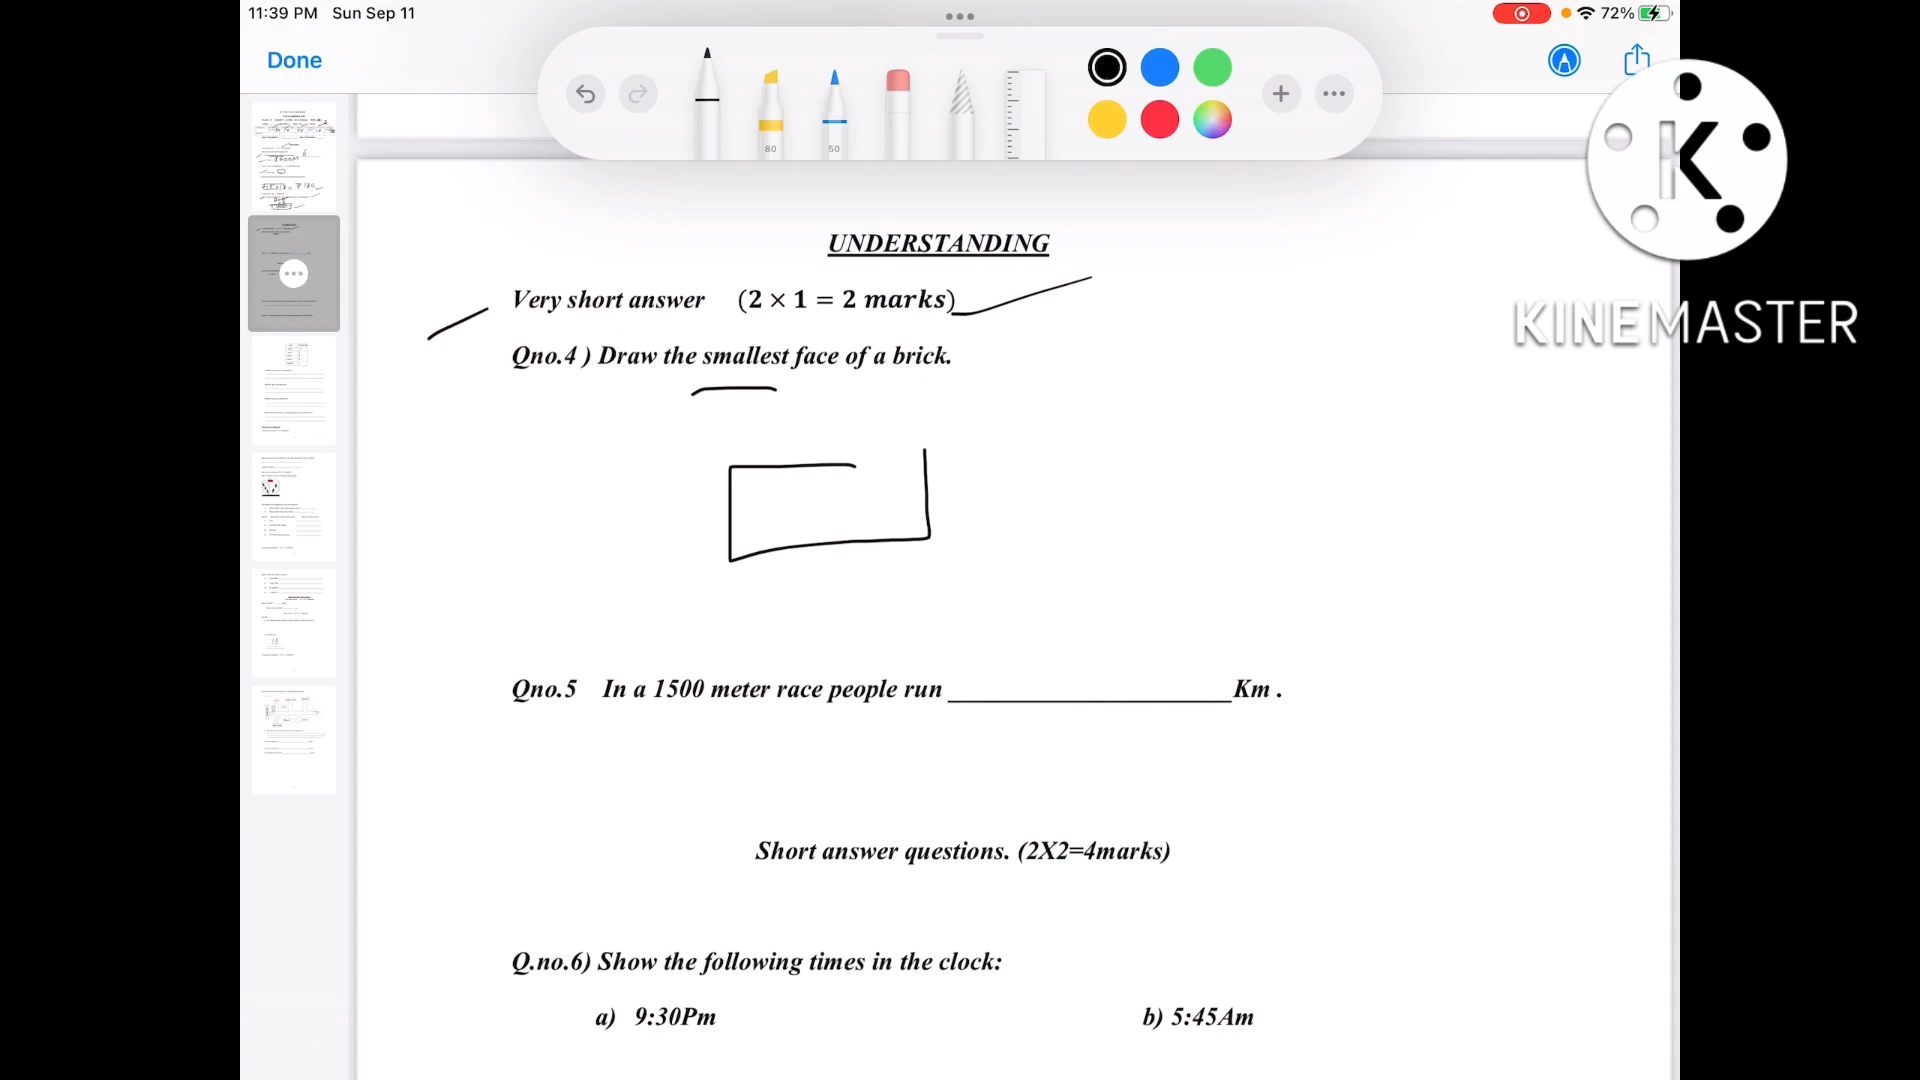 11:39 PM Sun Sep 11
72%
Done
80
50
K
KINEMASTER
UNDERSTANDING
Very short answer (2 × 1 = 2 marks)
Qno.4 ) Draw the smallest face of a brick.
Qno.5 In a 1500 meter race people run ____________________ Km .
Short answer questions. (2X2=4marks)
Q.no.6) Show the following times in the clock:
a) 9:30Pm b) 5:45Am